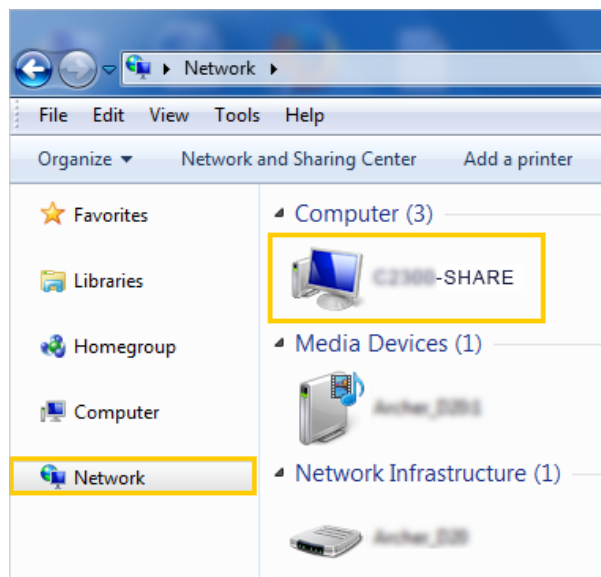 Network
File Edit View Tools Help
Organize Network and Sharing Center Add a printer
Favorites
Libraries
Homegroup
Computer
Network
Computer (3)
-SHARE
Media Devices (1)
Network Infrastructure (1)